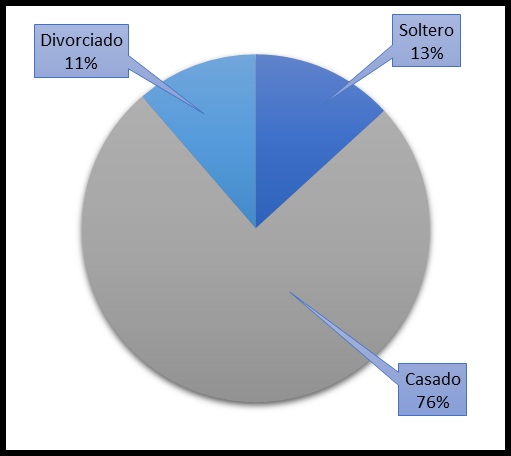 Divorciado
11%
Soltero
13%
Casado
76%